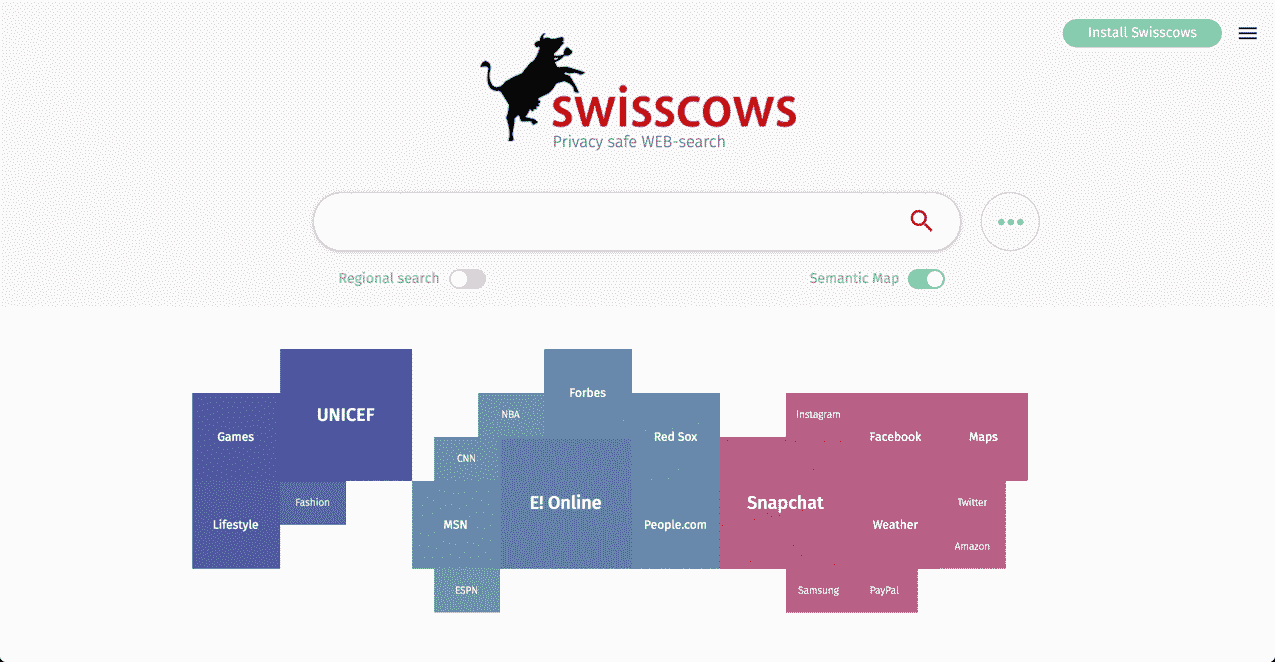 Install Swisscows
swisscows
Privacy safe WEB-search
Regional search
Semantic Map
Forbes
UNICEF
NBA
Instagram
Games
Red Sox
Facebook
Maps
CNN
Fashion
E! Online
Snapchat
Twitter
Lifestyle
MSN
People.com
Weather
Amazon
ESPN
Samsung
PayPal